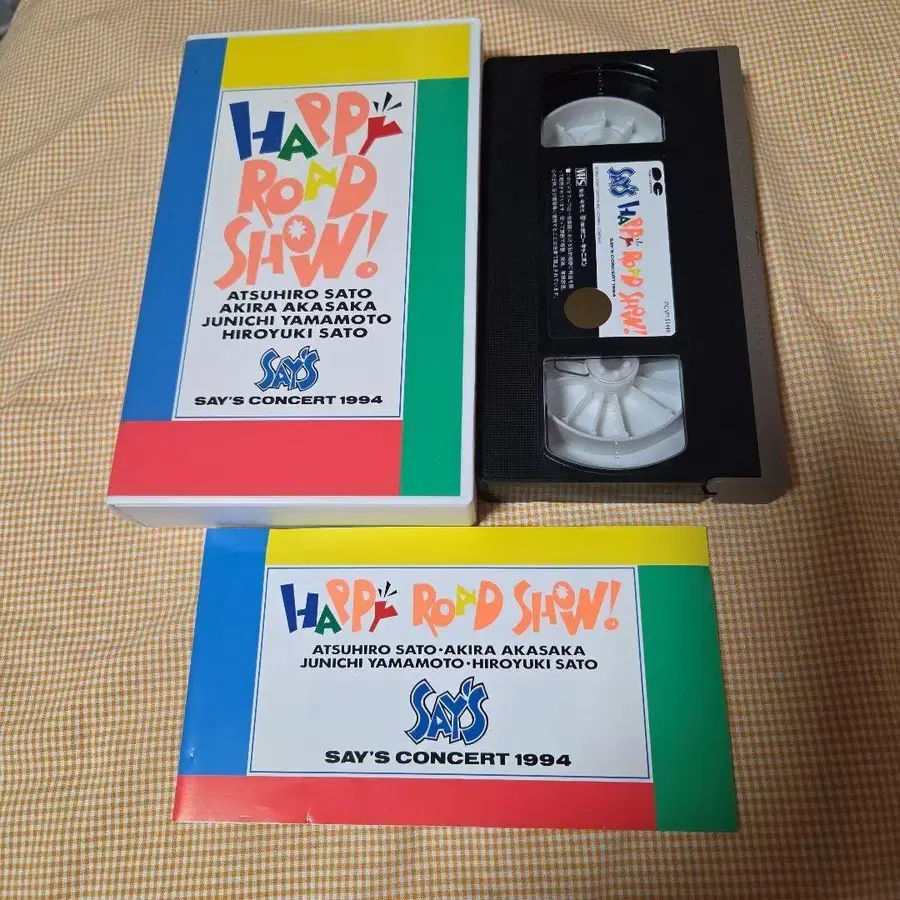 HAPPY
ROAD
SHOW!
ATSUHIRO SATO
AKIRA AKASAKA
JUNICHI YAMAMOTO
HIROYUKI SATO
SAY'S
SAY'S CONCERT 1994
SAY'S HAPPY ROAD SHOW!
SAY'S CONCERT 1994
VHS
HAPPY ROAD SHOW!
ATSUHIRO SATO・AKIRA AKASAKA
JUNICHI YAMAMOTO・HIROYUKI SATO
SAY'S
SAY'S CONCERT 1994